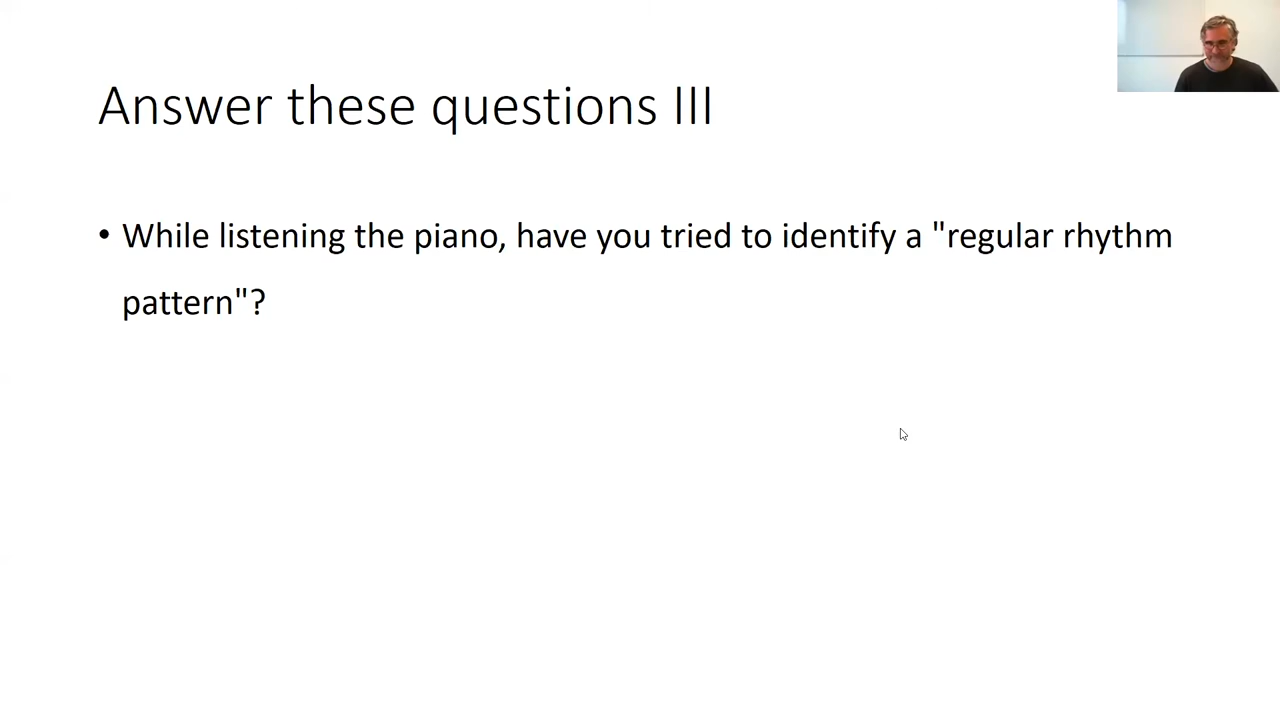 Answer these questions III
• While listening the piano, have you tried to identify a "regular rhythm
pattern"?